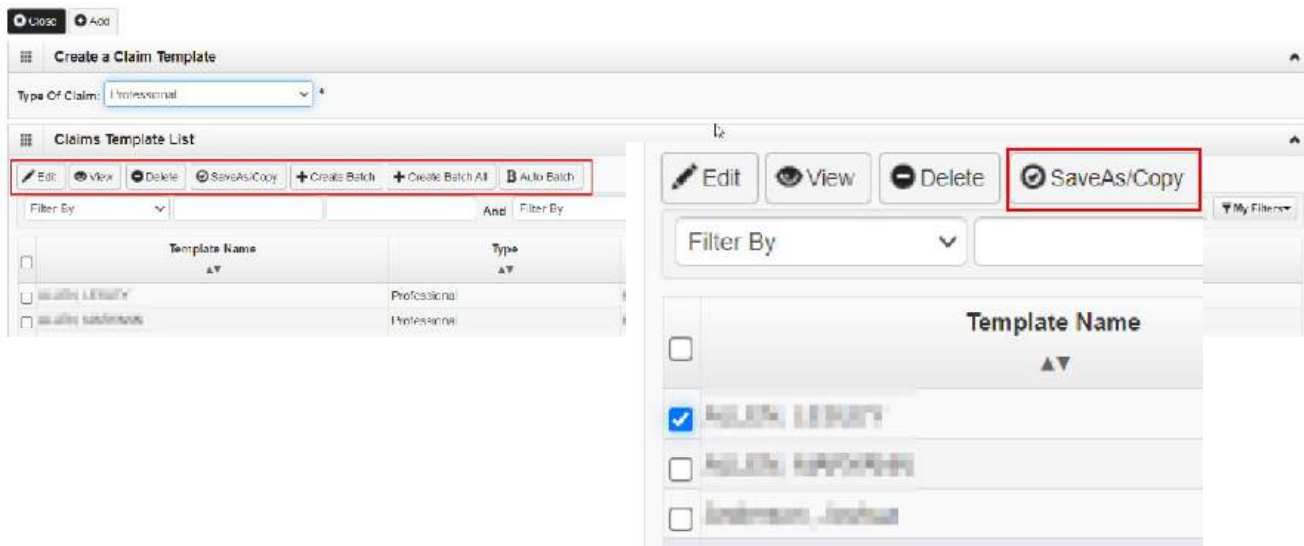 Close Add
Create a Claim Template
Type Of Claim: Professional *
Claims Template List
Edit View Delete SaveAs/Copy Create Batch Create Batch All B Auto Batch
Filter By And Filter By
My Filters
Template Name Type
Professional
Professional
Edit View Delete SaveAs/Copy
Filter By
Template Name